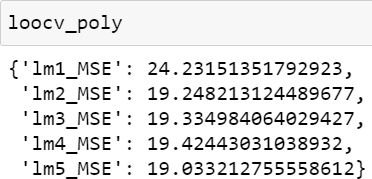 loocv_poly
{'lm1_MSE': 24.23151351792923,
'lm2_MSE': 19.248213124489677,
'lm3_MSE': 19.334984064029427,
'lm4_MSE': 19.42443031038932,
'lm5_MSE': 19.033212755558612}